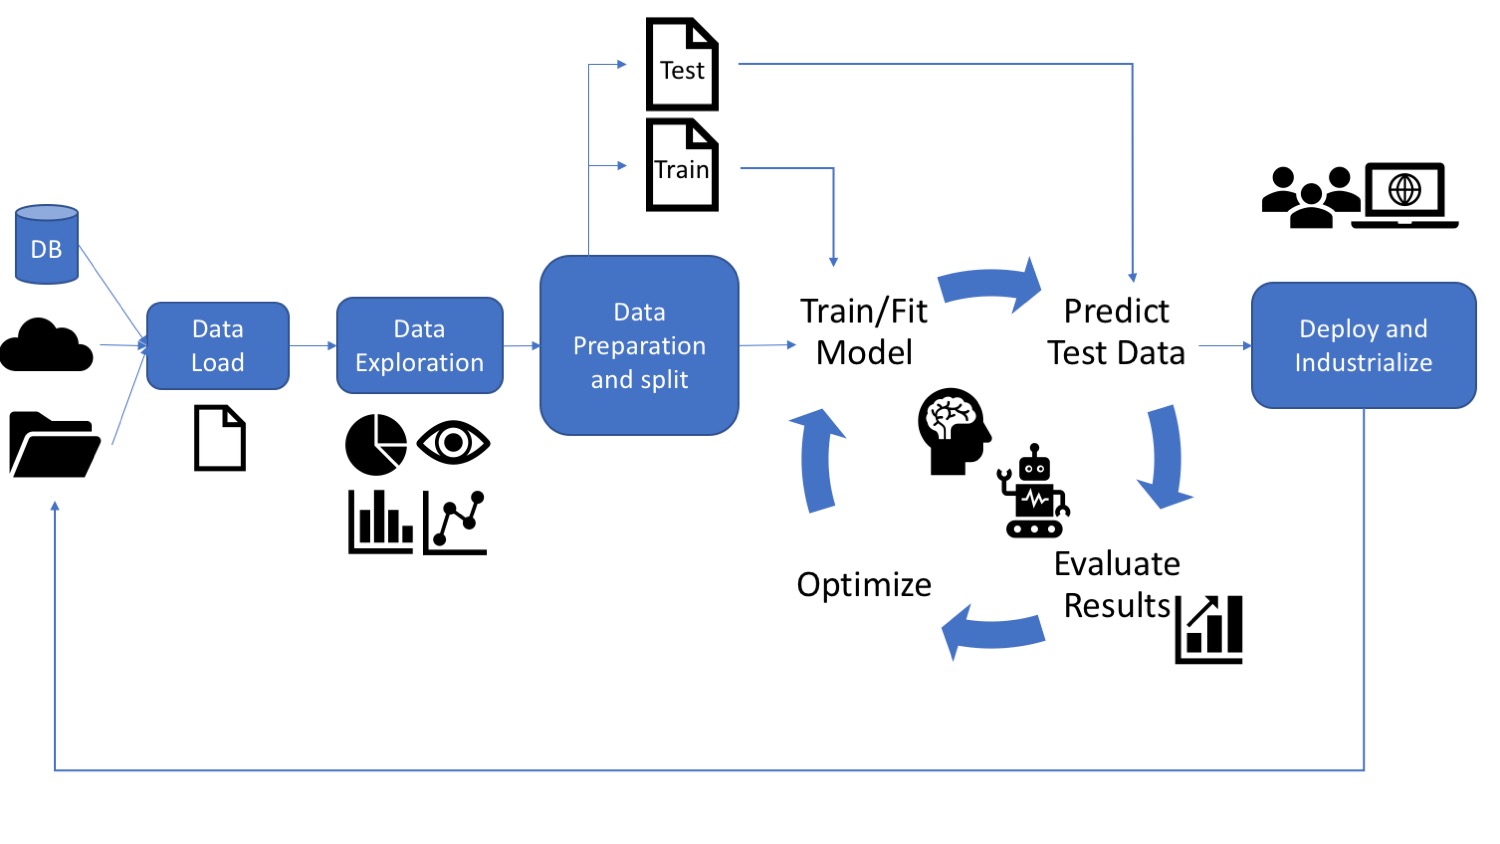 Test
Train
DB
Data
Load
Data
Exploration
Data
Preparation
and split
Train/Fit
Model
Predict
Test Data
Deploy and
Industrialize
Evaluate
Results
Optimize